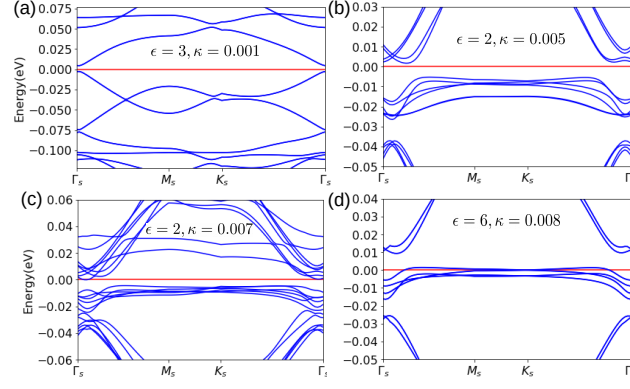 (a)
ϵ = 3, κ = 0.001
Energy(eV)
0.075
0.050
0.025
0.000
−0.025
−0.050
−0.075
−0.100
Γs Ms Ks Γs
(b)
ϵ = 2, κ = 0.005
0.03
0.02
0.01
0.00
−0.01
−0.02
−0.03
−0.04
−0.05
Γs Ms Ks Γs
(c)
ϵ = 2, κ = 0.007
Energy(eV)
0.06
0.04
0.02
0.00
−0.02
−0.04
−0.06
Γs Ms Ks Γs
(d)
ϵ = 6, κ = 0.008
0.04
0.03
0.02
0.01
0.00
−0.01
−0.02
−0.03
−0.04
−0.05
Γs Ms Ks Γ